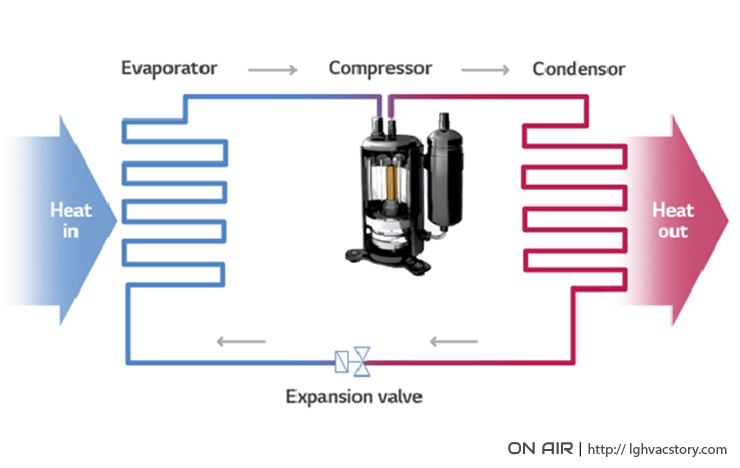 Evaporator
Compressor
Condensor
Heat
in
Heat
out
Expansion valve
ON AIR | http:// lghvacstory.com